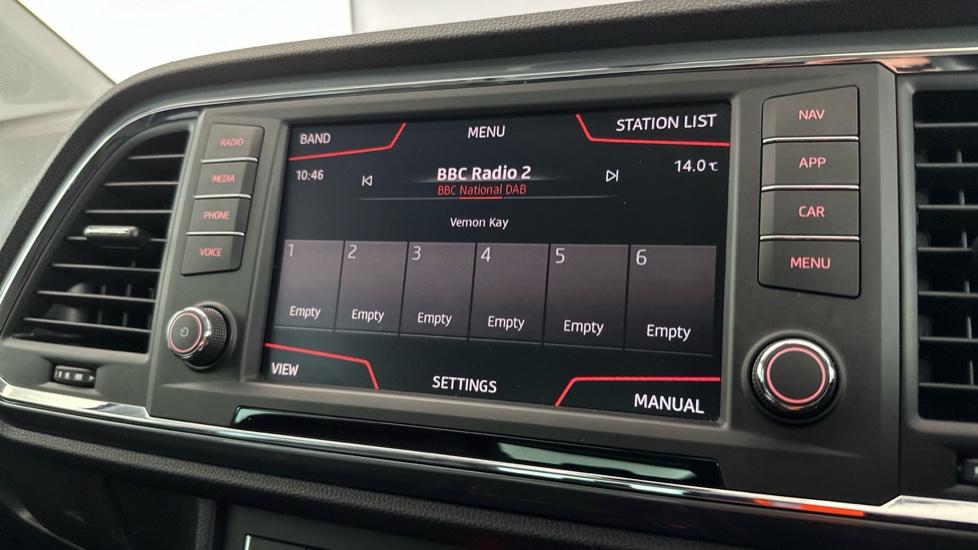 RADIO
MEDIA
PHONE
VOICE
BAND
MENU
STATION LIST
10:46
14.0℃
BBC Radio 2
BBC National DAB
Vernon Kay
1 2 3 4 5 6
Empty Empty Empty Empty Empty Empty
VIEW
SETTINGS
MANUAL
NAV
APP
CAR
MENU